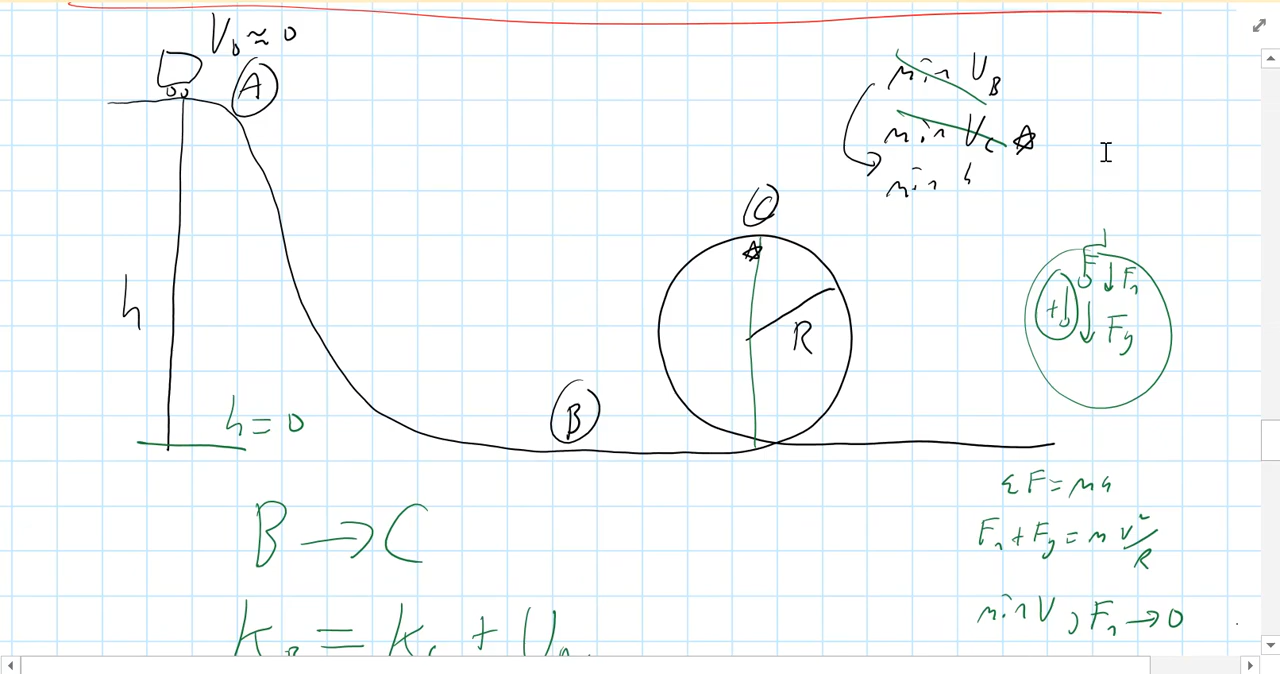 V₀ ≈ 0
A
min V_B
min V_C ☆
min h
C
☆
R
h
h = 0
B
+↓
F_n
F_g
B → C
ΣF = ma
F_n + F_g = m v²/R
min V, F_n → 0
K_B = K_C + U_C